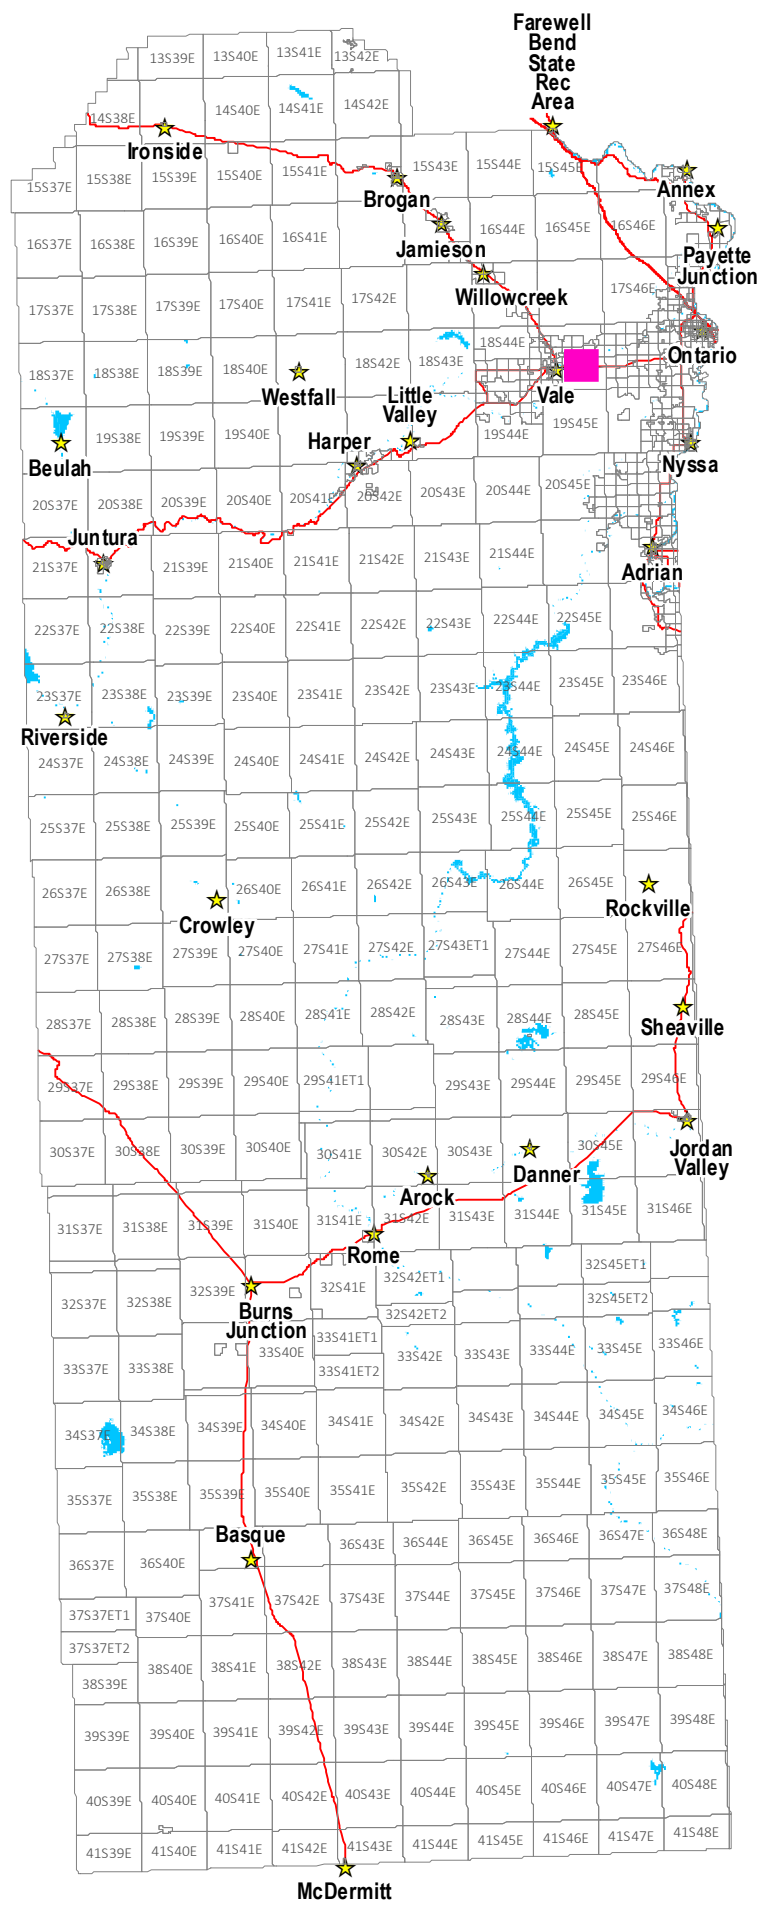 Farewell
Bend
State
Rec
Area
13S39E 13S40E 13S41E 13S42E
14S38E 14S40E 14S41E 14S42E
Ironside
15S37E 15S38E 15S39E 15S40E 15S41E 15S43E 15S44E 15S45E
Brogan
Annex
16S37E 16S38E 16S39E 16S40E 16S41E 16S44E 16S45E 16S46E
Jamieson
Payette
Junction
17S37E 17S38E 17S39E 17S40E 17S41E 17S42E 17S46E
Willowcreek
Ontario
18S37E 18S38E 18S39E 18S40E 18S42E 18S43E 18S44E
Westfall
Little
Valley
Vale
19S38E 19S39E 19S40E 19S44E 19S45E
Beulah
Harper
Nyssa
20S37E 20S38E 20S39E 20S40E 20S41E 20S42E 20S43E 20S44E 20S45E
Juntura
Adrian
21S37E 21S39E 21S40E 21S41E 21S42E 21S43E 21S44E
22S37E 22S38E 22S39E 22S40E 22S41E 22S42E 22S43E 22S44E 22S45E
23S37E 23S38E 23S39E 23S40E 23S41E 23S42E 23S43E 23S44E 23S45E 23S46E
Riverside
24S37E 24S38E 24S39E 24S40E 24S41E 24S42E 24S43E 24S44E 24S45E 24S46E
25S37E 25S38E 25S39E 25S40E 25S41E 25S42E 25S43E 25S44E 25S45E 25S46E
26S37E 26S38E 26S40E 26S41E 26S42E 26S43E 26S44E 26S45E
Rockville
Crowley
27S37E 27S38E 27S39E 27S40E 27S41E 27S42E 27S43ET1 27S44E 27S45E 27S46E
28S37E 28S38E 28S39E 28S40E 28S41E 28S42E 28S43E 28S44E 28S45E
Sheaville
29S37E 29S38E 29S39E 29S40E 29S41ET1 29S43E 29S44E 29S45E 29S46E
30S37E 30S38E 30S39E 30S40E 30S41E 30S42E 30S43E 30S45E
Jordan
Valley
Danner
Arock
31S37E 31S38E 31S39E 31S40E 31S41E 31S42E 31S43E 31S44E 31S45E 31S46E
Rome
32S37E 32S38E 32S39E 32S41E 32S42ET1 32S45ET1
32S42ET2 32S45ET2
Burns
Junction
33S37E 33S38E 33S40E 33S41ET1 33S42E 33S43E 33S44E 33S45E 33S46E
33S41ET2
34S37E 34S38E 34S39E 34S40E 34S41E 34S42E 34S43E 34S44E 34S45E 34S46E
35S37E 35S38E 35S39E 35S40E 35S41E 35S42E 35S43E 35S44E 35S45E 35S46E
Basque
36S37E 36S40E 36S43E 36S44E 36S45E 36S46E 36S47E 36S48E
37S37ET1 37S40E 37S41E 37S42E 37S43E 37S44E 37S45E 37S46E 37S47E 37S48E
37S37ET2
38S39E 38S40E 38S41E 38S42E 38S43E 38S44E 38S45E 38S46E 38S47E 38S48E
39S39E 39S40E 39S41E 39S42E 39S43E 39S44E 39S45E 39S46E 39S47E 39S48E
40S39E 40S40E 40S41E 40S42E 40S43E 40S44E 40S45E 40S46E 40S47E 40S48E
41S39E 41S40E 41S41E 41S42E 41S43E 41S44E 41S45E 41S46E 41S47E 41S48E
McDermitt